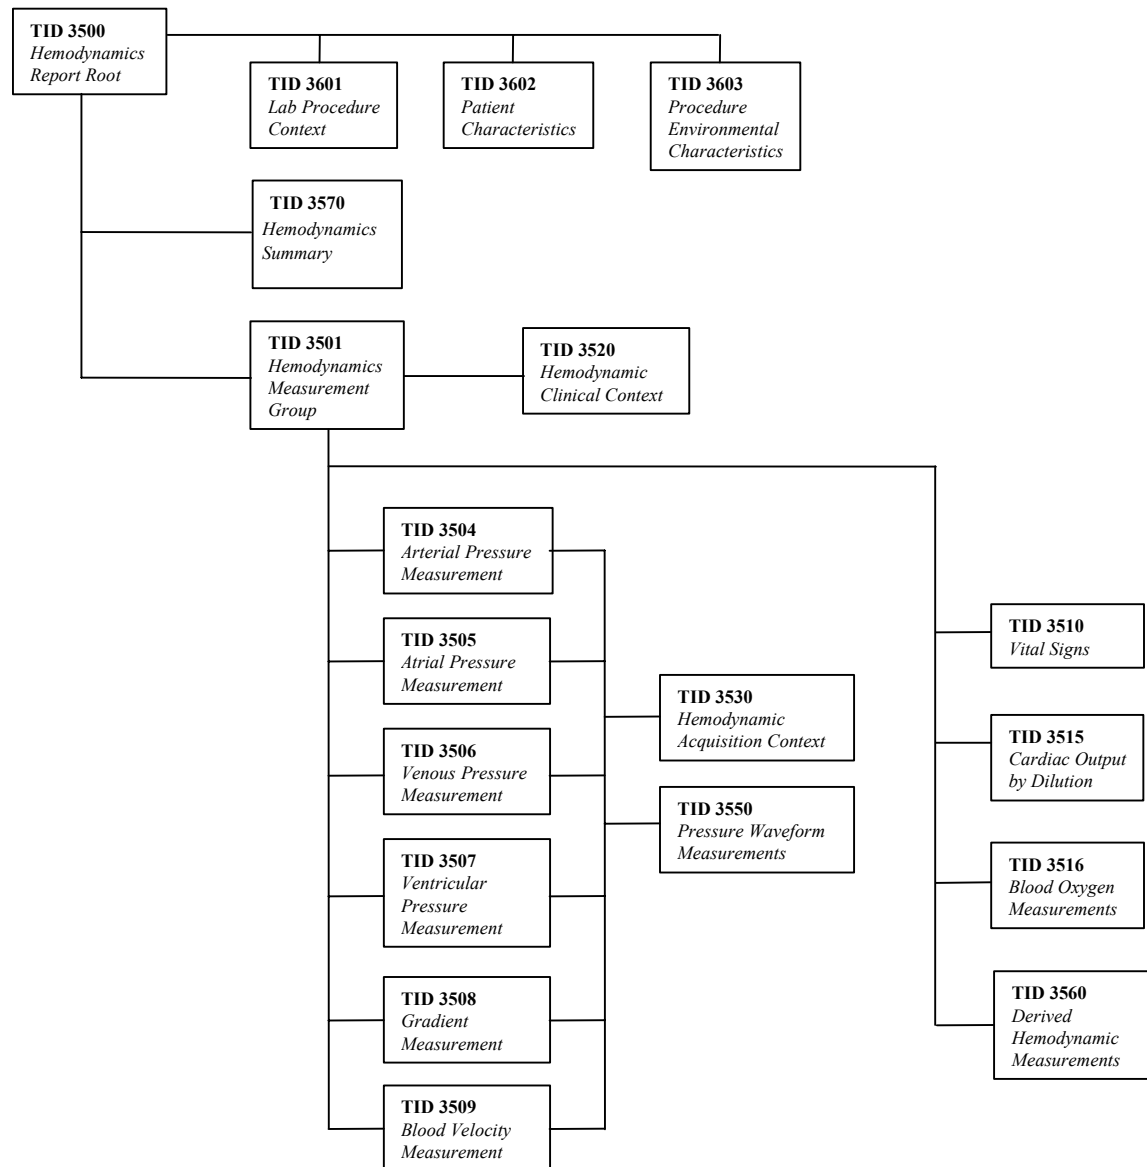 TID 3500
Hemodynamics
Report Root
TID 3601
Lab Procedure
Context
TID 3602
Patient
Characteristics
TID 3603
Procedure
Environmental
Characteristics
TID 3570
Hemodynamics
Summary
TID 3501
Hemodynamics
Measurement
Group
TID 3520
Hemodynamic
Clinical Context
TID 3504
Arterial Pressure
Measurement
TID 3505
Atrial Pressure
Measurement
TID 3506
Venous Pressure
Measurement
TID 3507
Ventricular
Pressure
Measurement
TID 3508
Gradient
Measurement
TID 3509
Blood Velocity
Measurement
TID 3530
Hemodynamic
Acquisition Context
TID 3550
Pressure Waveform
Measurements
TID 3510
Vital Signs
TID 3515
Cardiac Output
by Dilution
TID 3516
Blood Oxygen
Measurements
TID 3560
Derived
Hemodynamic
Measurements